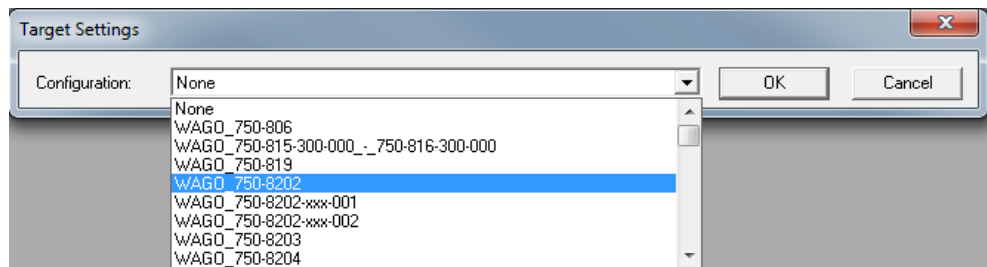 Target Settings
Configuration: None OK Cancel
None
WAGO_750-806
WAGO_750-815-300-000_-_750-816-300-000
WAGO_750-819
WAGO_750-8202
WAGO_750-8202-xxx-001
WAGO_750-8202-xxx-002
WAGO_750-8203
WAGO_750-8204